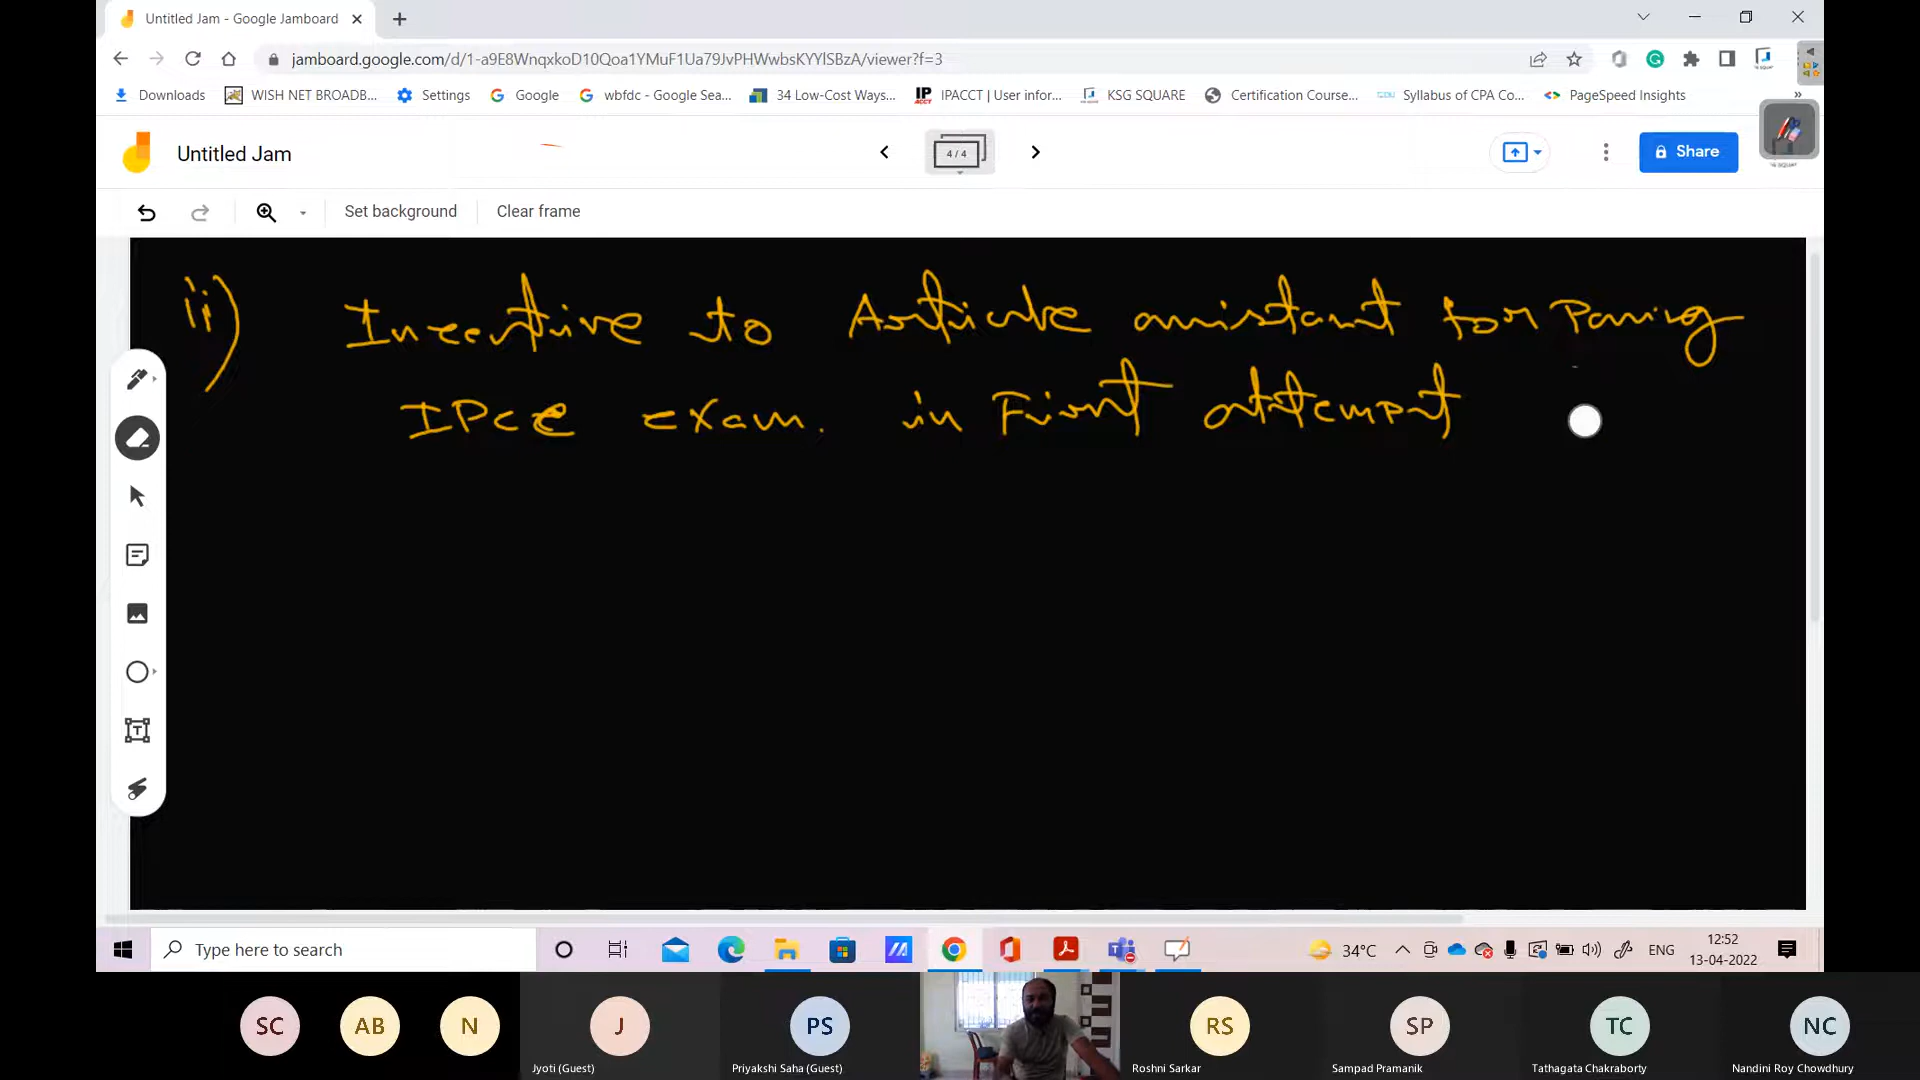 Untitled Jam - Google Jamboard
jamboard.google.com/d/1-a9E8WnqxkoD10Qoa1YMuF1Ua79JvPHWwbsKYYlSBzA/viewer?f=3
Downloads WISH NET BROADB... Settings Google wbfdc - Google Sea... 34 Low-Cost Ways... IPACCT | User infor... KSG SQUARE Certification Course... Syllabus of CPA Co... PageSpeed Insights »
Untitled Jam 4 / 4 Share
Set background Clear frame
ii) Incentive to Article assistant for Passing
IPCE exam. in First attempt
Type here to search 34°C ENG 12:52
13-04-2022
SC AB N J PS RS SP TC NC
Jyoti (Guest) Priyakshi Saha (Guest) Roshni Sarkar Sampad Pramanik Tathagata Chakraborty Nandini Roy Chowdhury